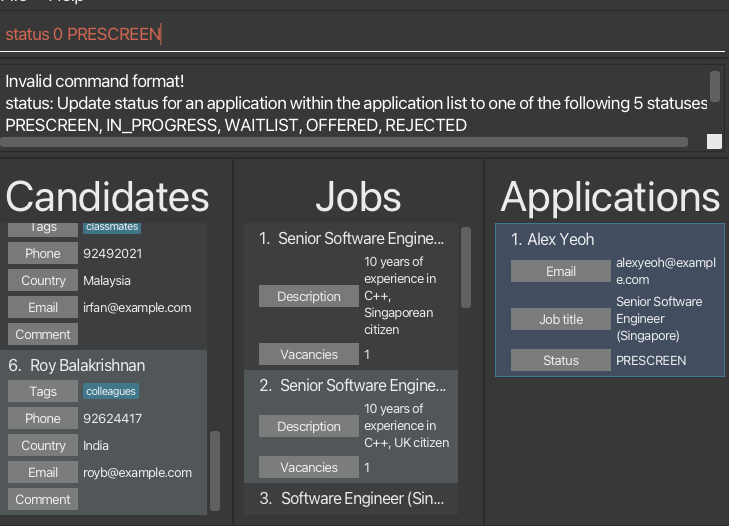 status 0 PRESCREEN
Invalid command format!
status: Update status for an application within the application list to one of the following 5 statuses
PRESCREEN, IN_PROGRESS, WAITLIST, OFFERED, REJECTED
Candidates
Tags classmates
Phone 92492021
Country Malaysia
Email irfan@example.com
Comment
6. Roy Balakrishnan
Tags colleagues
Phone 92624417
Country India
Email royb@example.com
Comment
Jobs
1. Senior Software Engine...
Description
10 years of
experience in
C++,
Singaporean
citizen
Vacancies 1
2. Senior Software Engine...
Description
10 years of
experience in
C++, UK citizen
Vacancies 1
3. Software Engineer (Sin...
Applications
1. Alex Yeoh
Email
alexyeoh@exampl
e.com
Job title
Senior Software
Engineer
(Singapore)
Status PRESCREEN